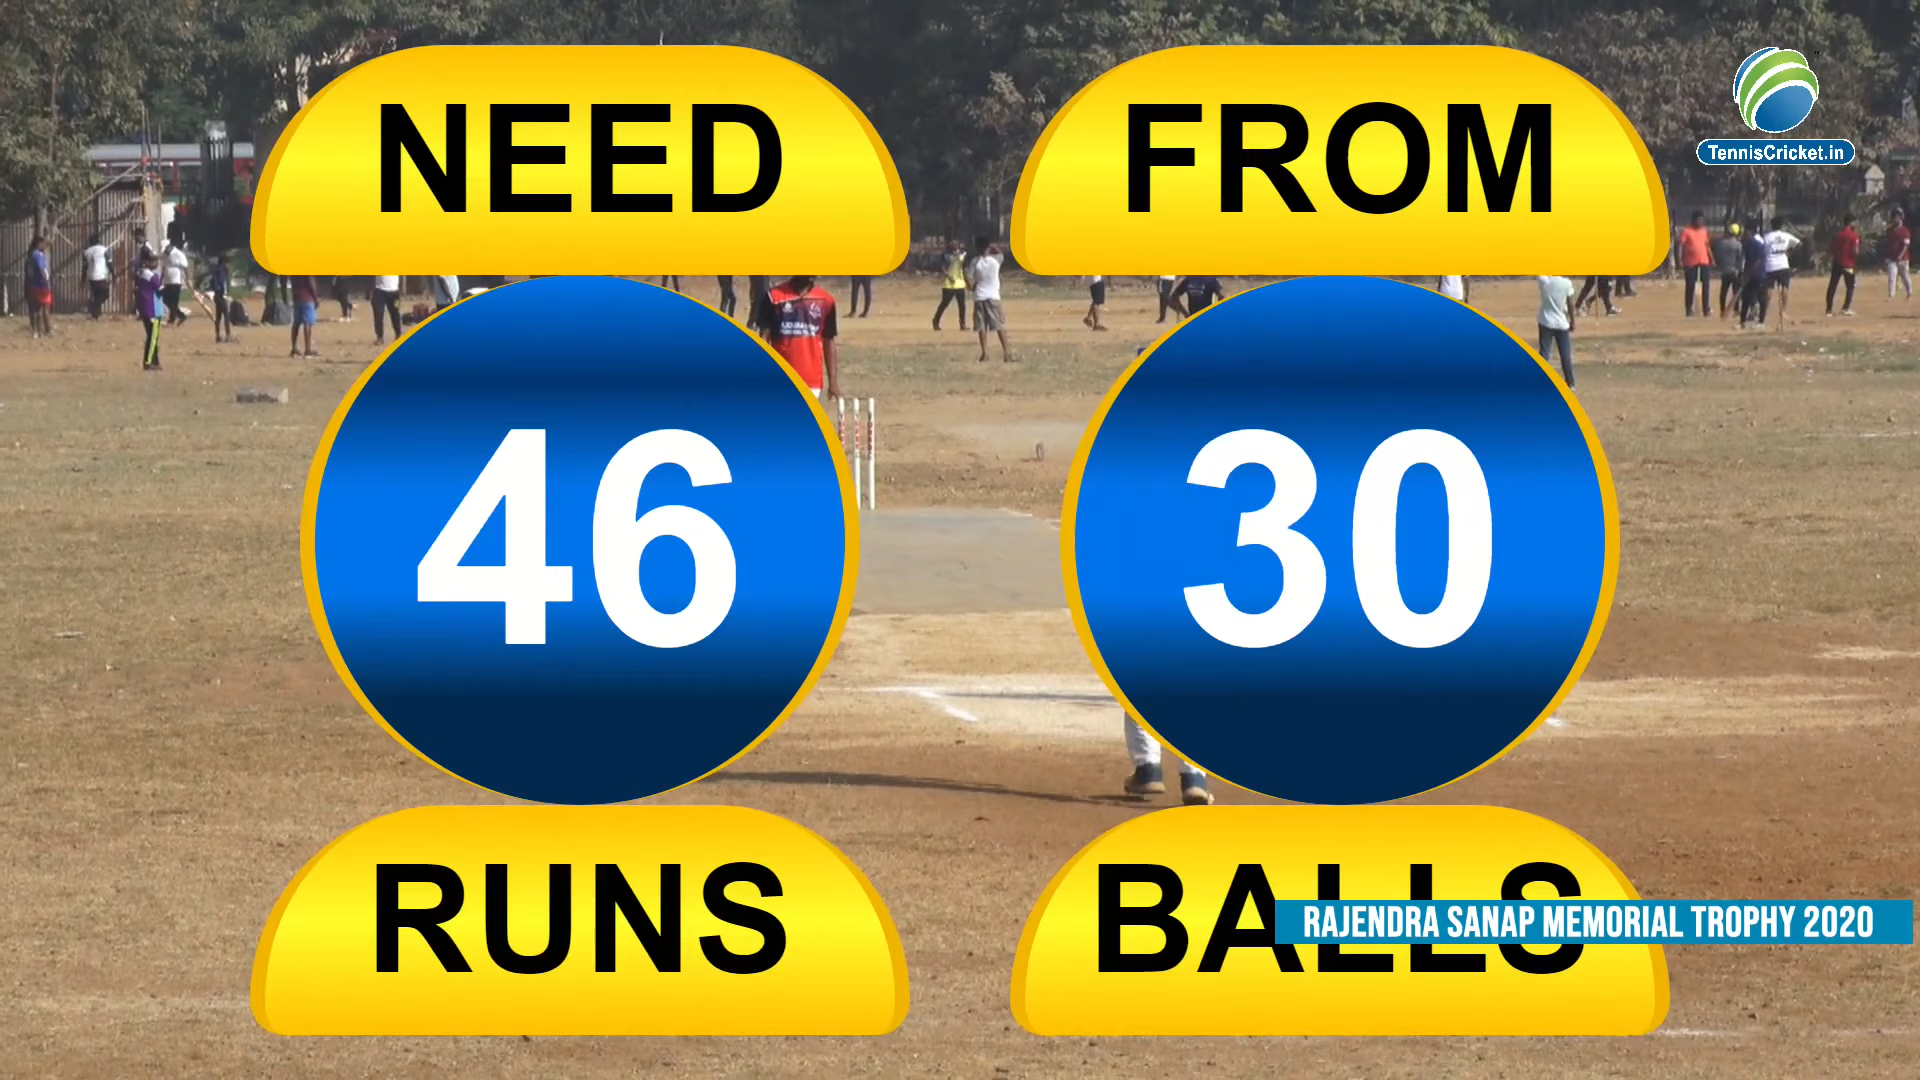 NEED
FROM
TennisCricket.in
46
30
RUNS
BALLS
RAJENDRA SANAP MEMORIAL TROPHY 2020